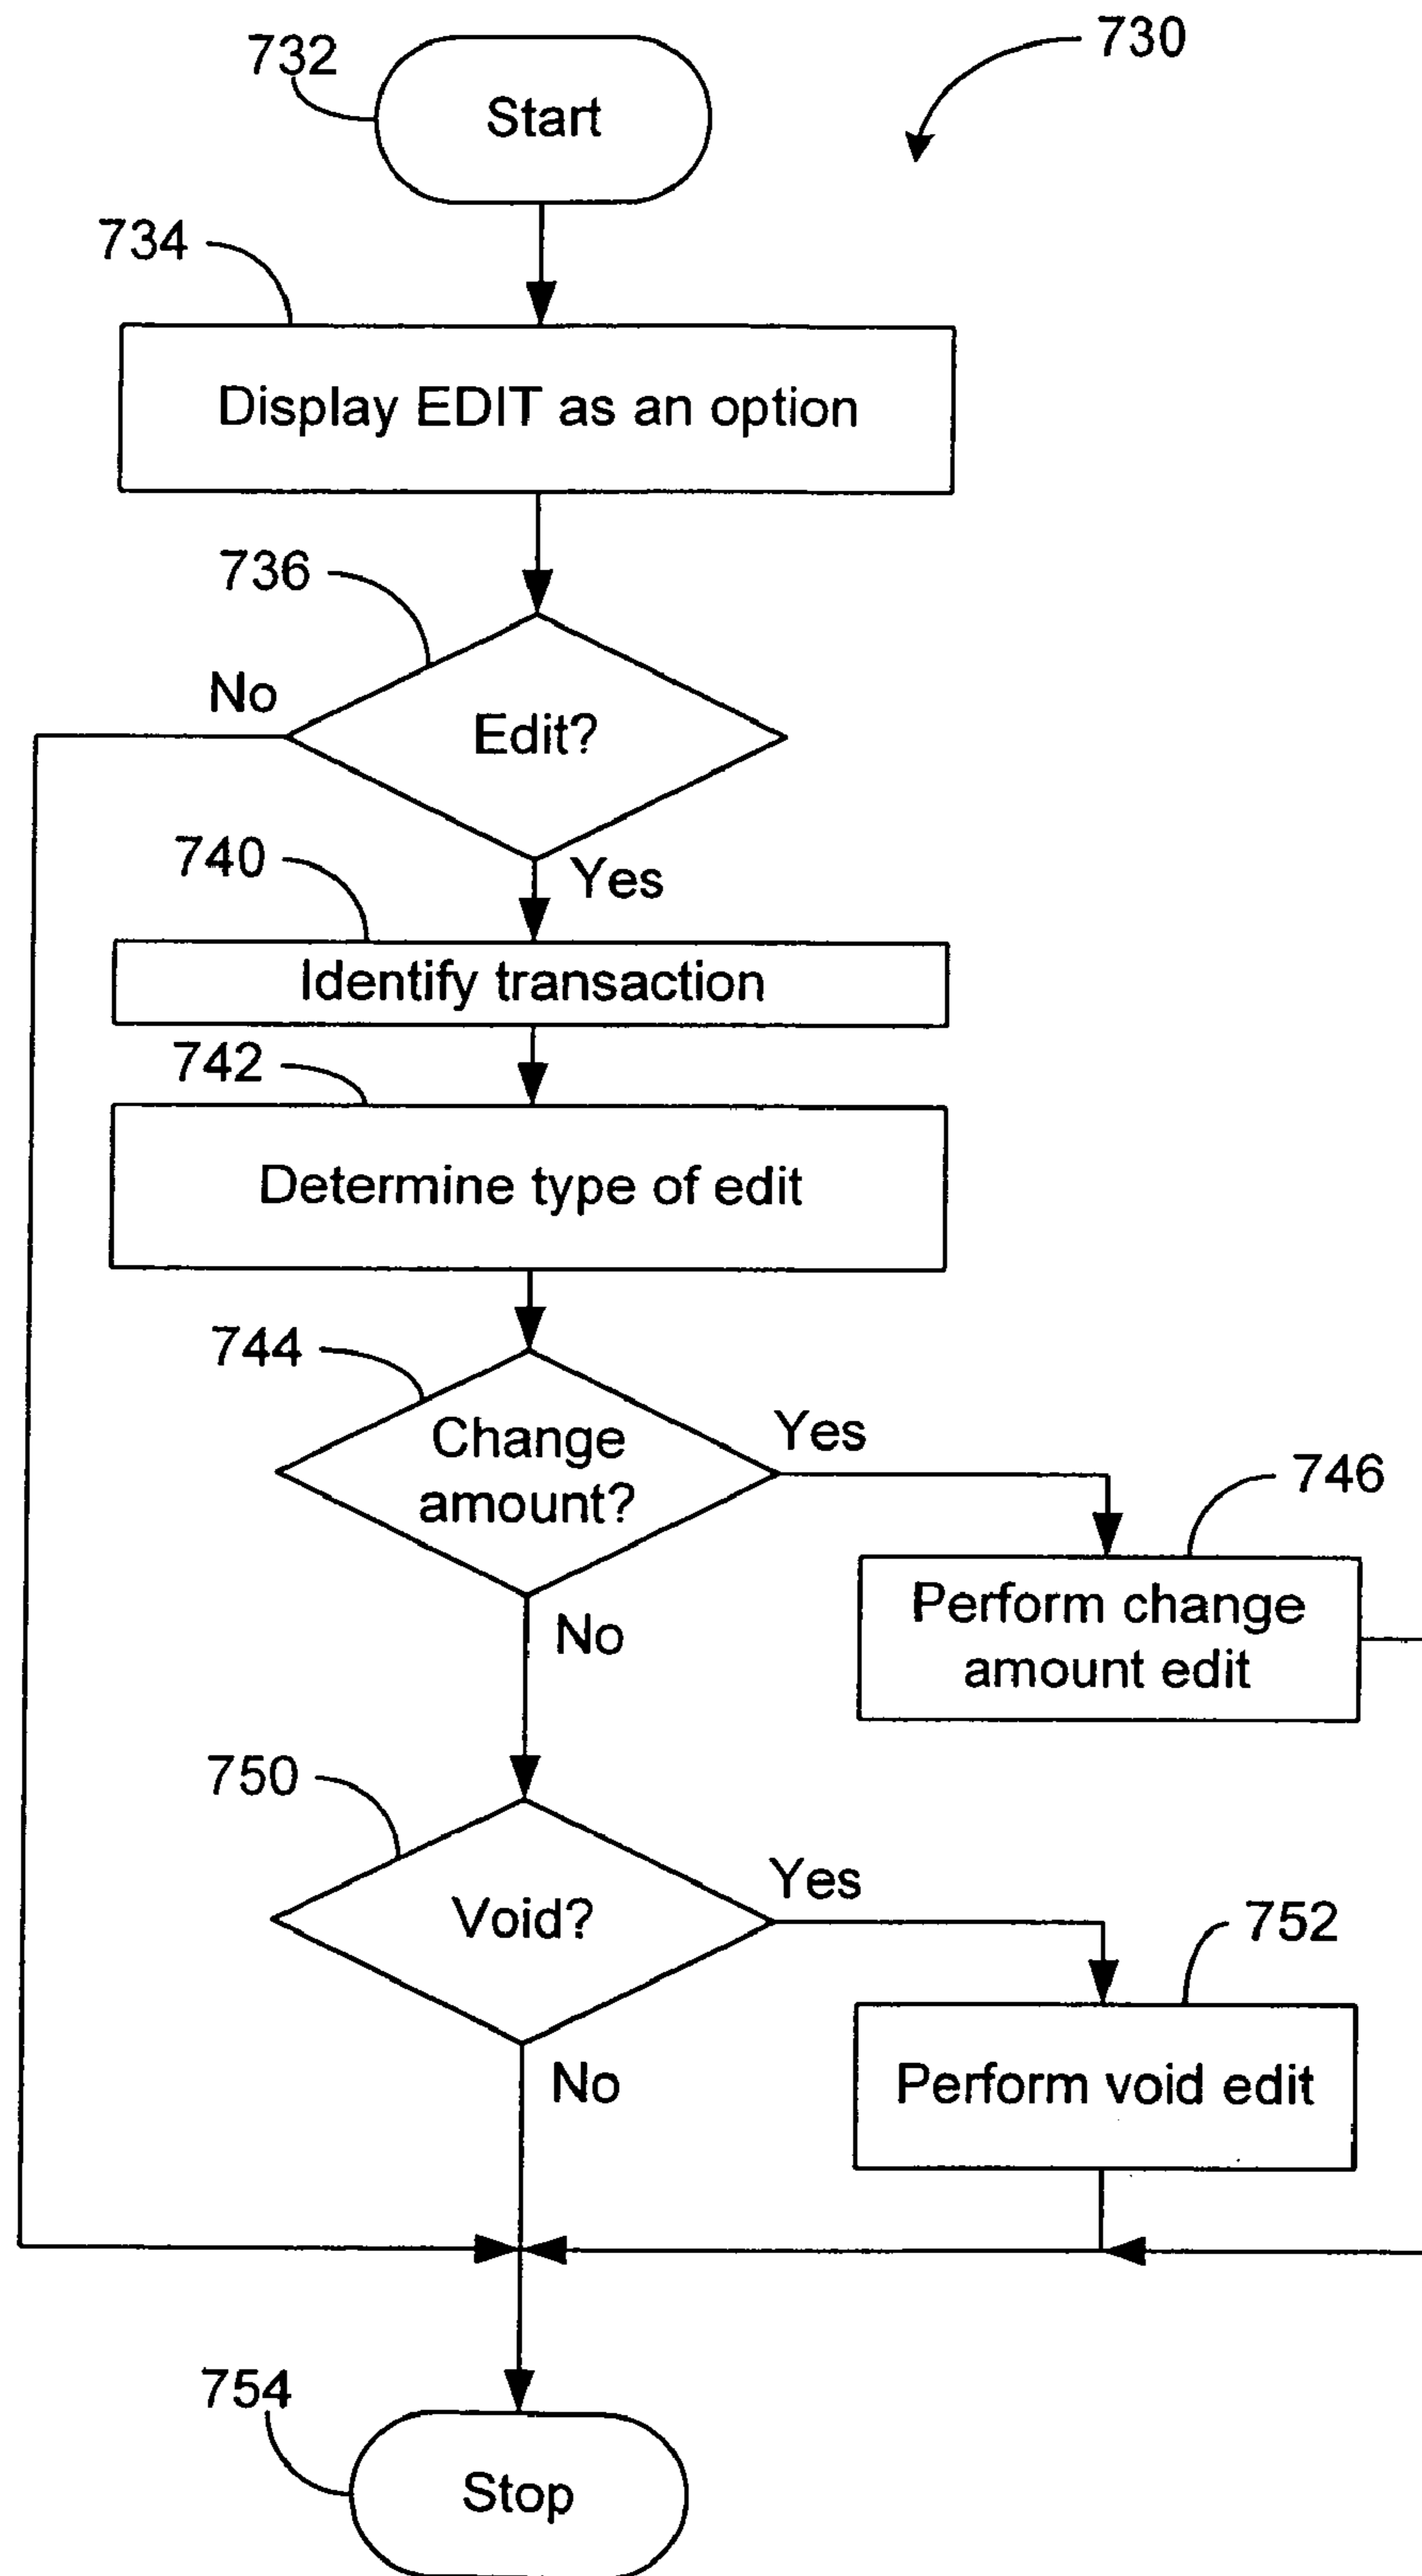 732
730
Start
734
Display EDIT as an option
736
No
Edit?
740
Yes
Identify transaction
742
Determine type of edit
744
Change
amount?
Yes
746
Perform change
amount edit
No
750
Void?
Yes
752
Perform void edit
No
754
Stop